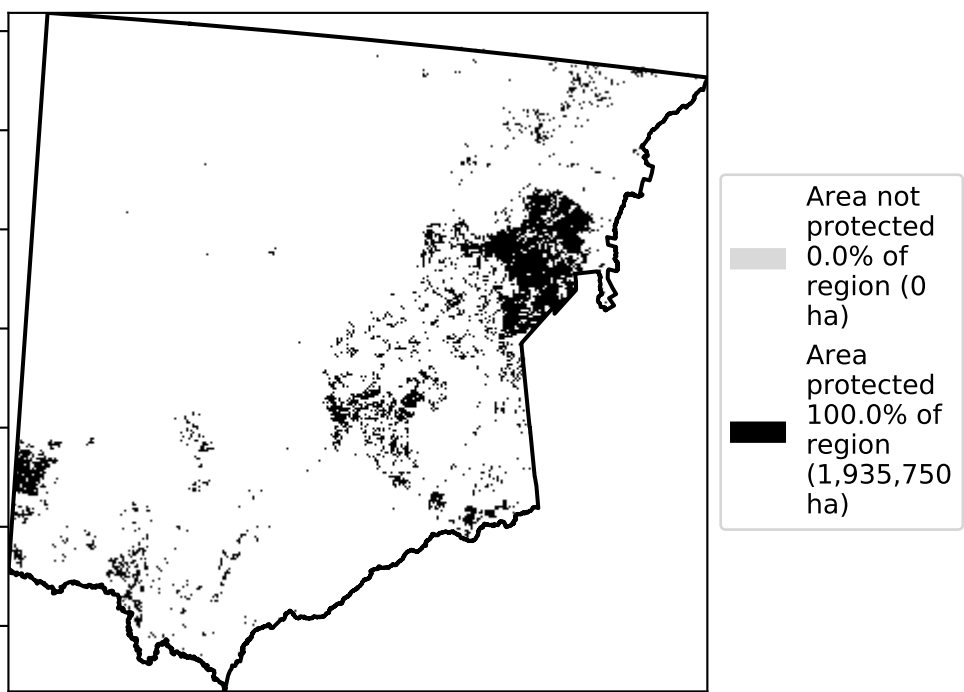 Area not
protected
0.0% of
region (0
ha)
Area
protected
100.0% of
region
(1,935,750
ha)